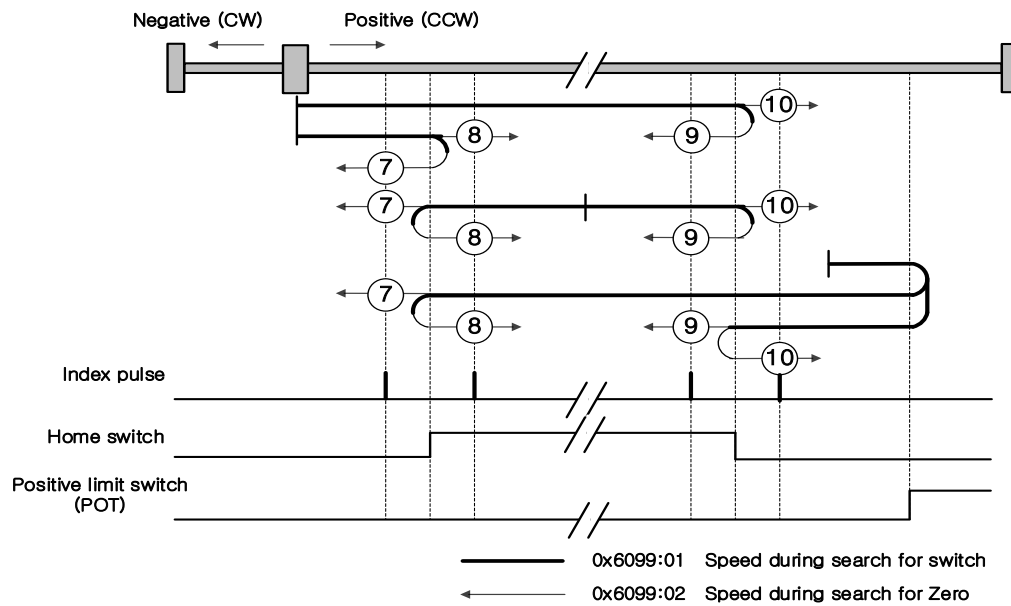 Negative (CW) Positive (CCW)
10
8 9
7
7 10
8 9
7
8 9
10
Index pulse
Home switch
Positive limit switch
(POT)
0x6099:01 Speed during search for switch
0x6099:02 Speed during search for Zero